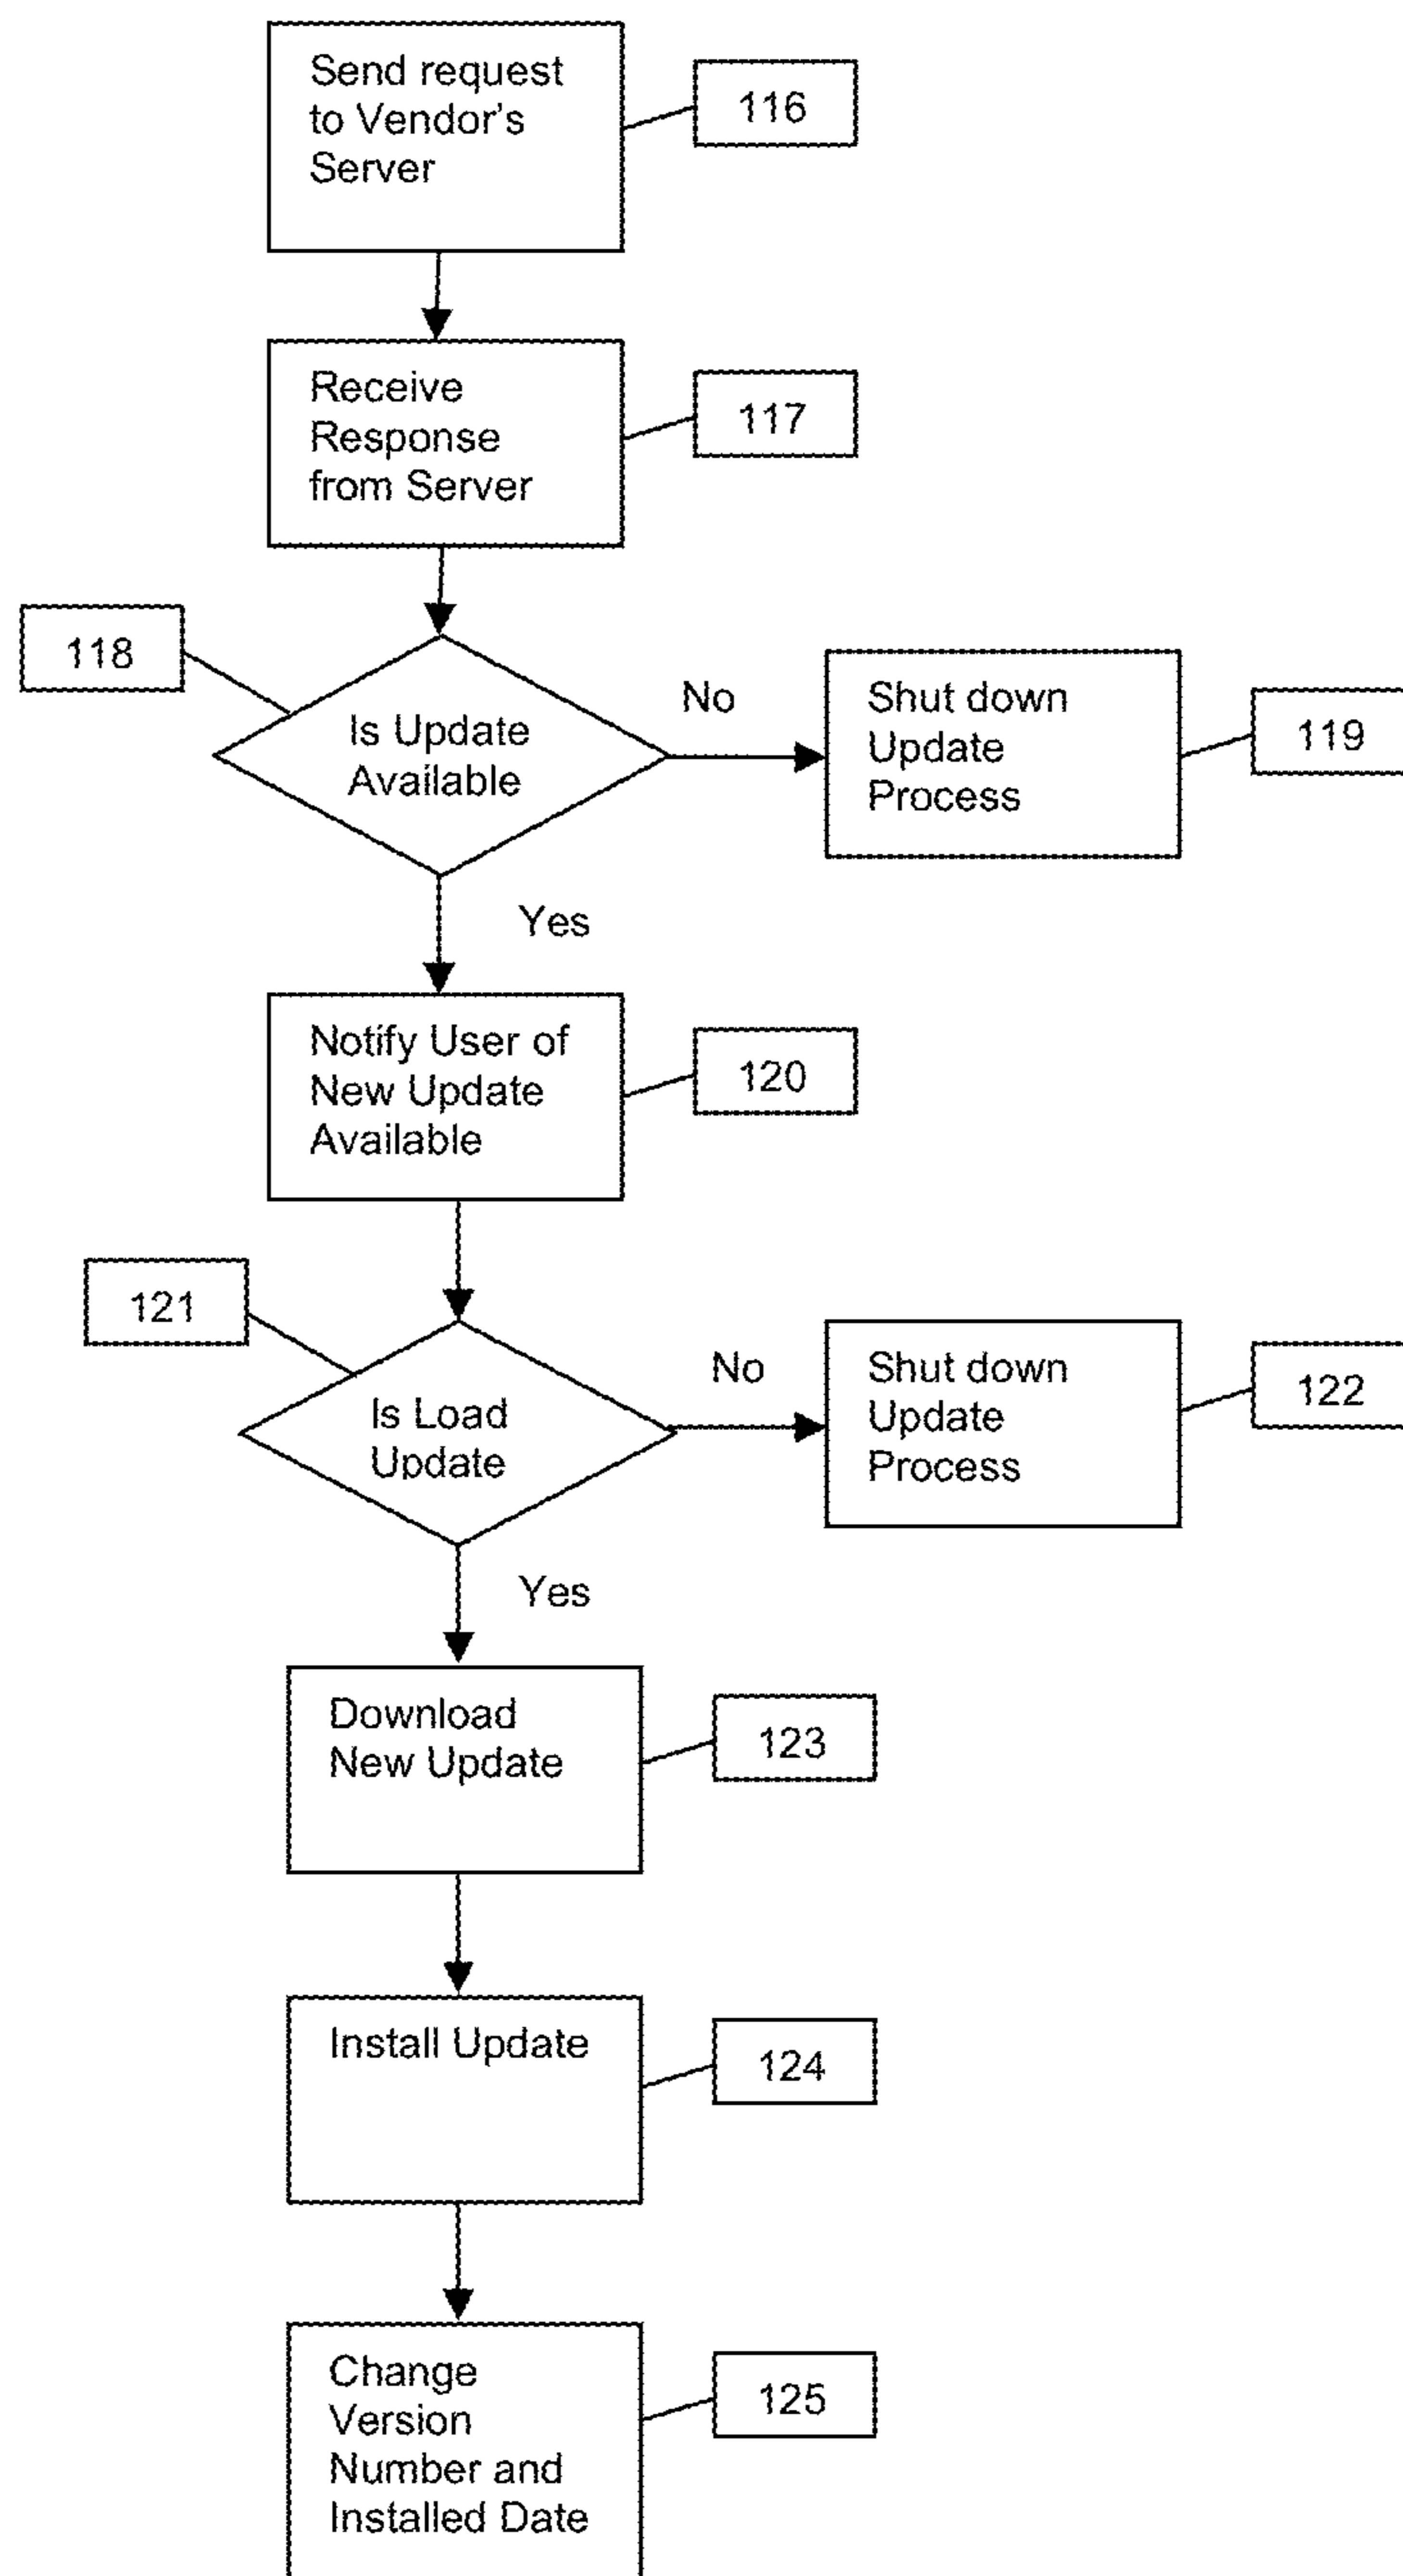 Send request
to Vendor's
Server
116
Receive
Response
from Server
117
118
Is Update
Available
No
Shut down
Update
Process
119
Yes
Notify User of
New Update
Available
120
121
Is Load
Update
No
Shut down
Update
Process
122
Yes
Download
New Update
123
Install Update
124
Change
Version
Number and
Installed Date
125